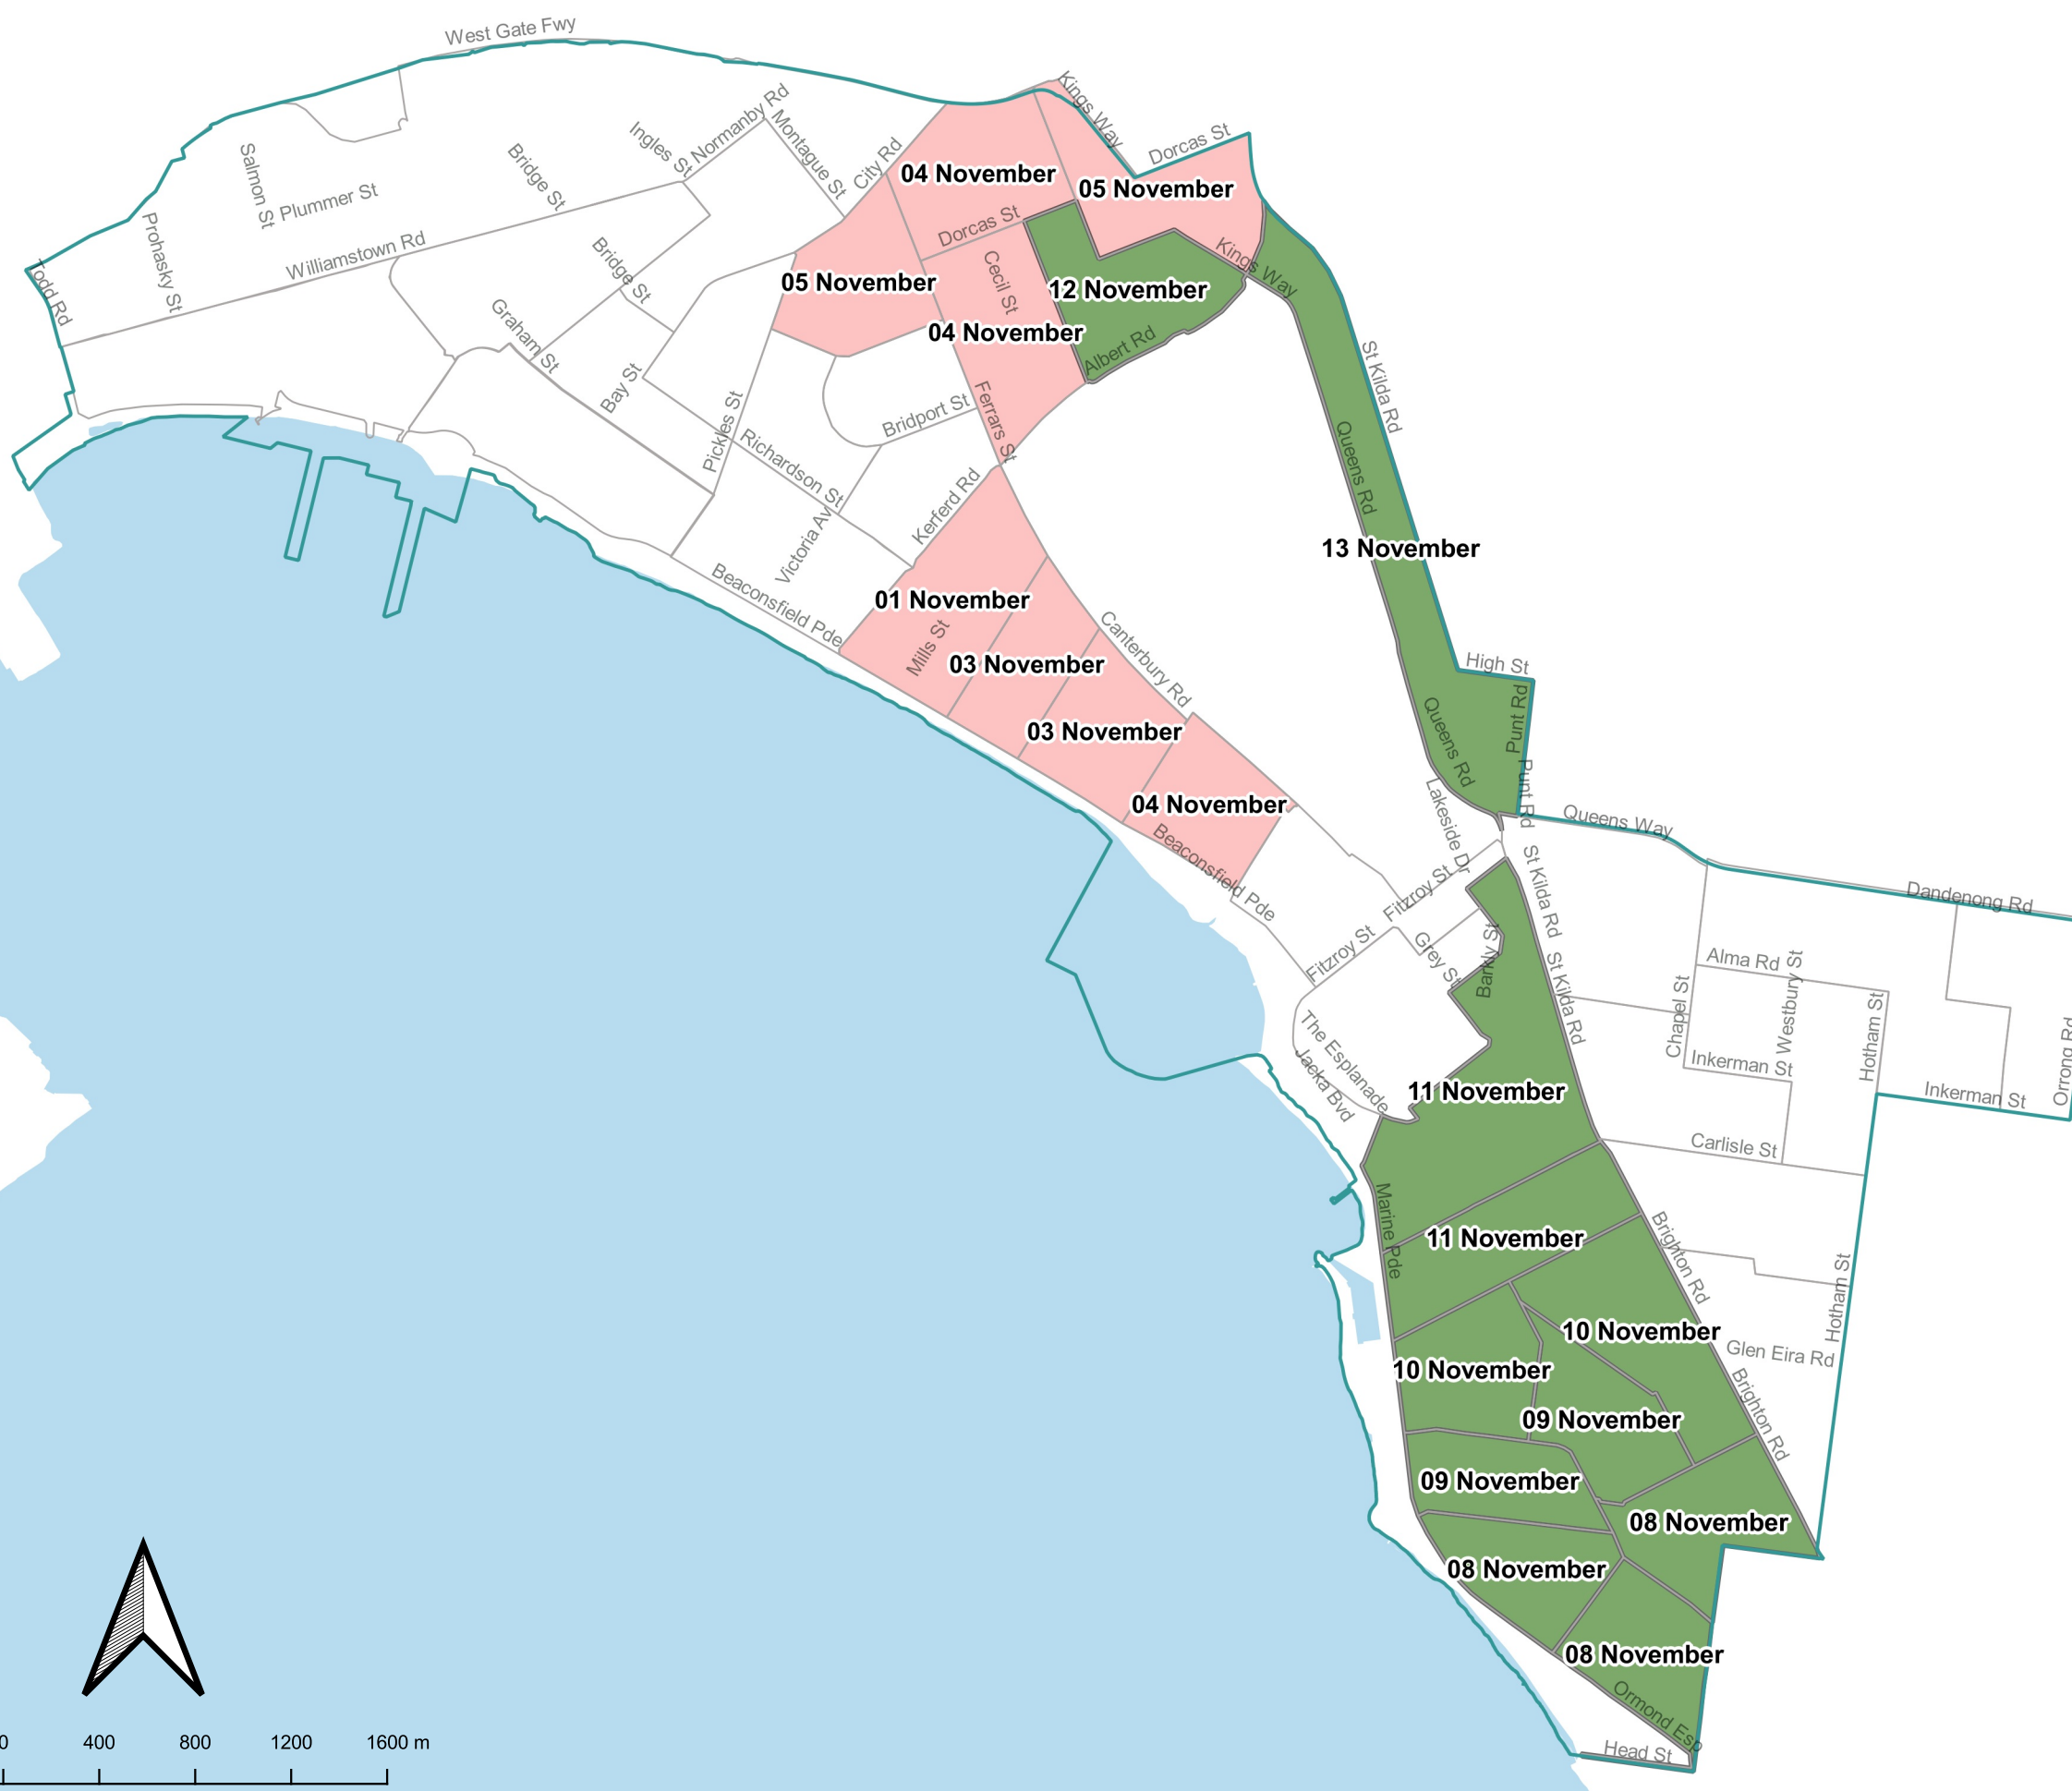 West Gate Fwy
Kings Way
Normanby Rd
Ingles St
Montague St
City Rd
Dorcas St
Salmon St
Plummer St
Bridge St
04 November
05 November
Prohasky St
Williamstown Rd
Todd Rd
Bridge St
Dorcas St
Cecil St
Kings Way
05 November
12 November
04 November
Graham St
Albert Rd
St Kilda Rd
Bay St
Pickles St
Bridport St
Ferrars St
Richardson St
Queens Rd
Kerferd Rd
Victoria Av
13 November
Beaconsfield Pde
01 November
Mills St
Canterbury Rd
03 November
High St
Punt Rd
03 November
Queens Rd
04 November
Punt Rd
Lakeside Dr
Queens Way
Beaconsfield Pde
Fitzroy St
St Kilda Rd
Dandenong Rd
Fitzroy St
Grey St
Barkly St
St Kilda Rd
Alma Rd
Westbury St
Chapel St
Hotham St
Orrong Rd
The Esplanade
Jacka Bvd
Inkerman St
Inkerman St
11 November
Carlisle St
Marine Pde
11 November
Brighton Rd
Hotham St
10 November
Glen Eira Rd
10 November
Brighton Rd
09 November
09 November
08 November
08 November
08 November
Ormond Esp
Head St
0 400 800 1200 1600 m